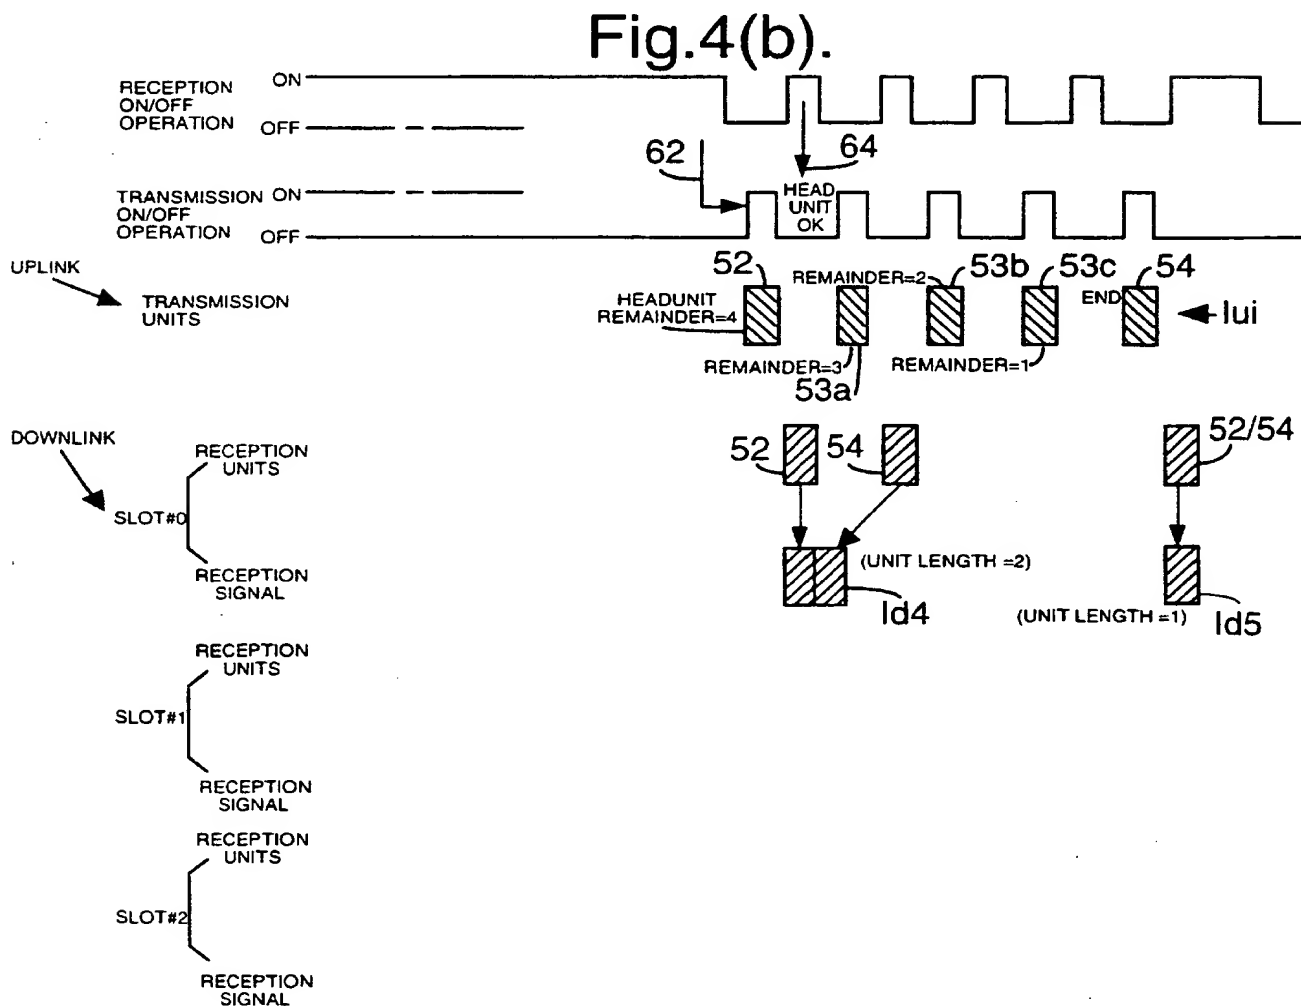 Fig.4(b).
RECEPTION
ON/OFF
OPERATION
ON
OFF
62
64
TRANSMISSION
ON/OFF
OPERATION
ON
OFF
HEAD
UNIT
OK
UPLINK
TRANSMISSION
UNITS
52
HEADUNIT
REMAINDER=4
REMAINDER=3
53a
REMAINDER=2
53b
REMAINDER=1
53c
END
54
lui
DOWNLINK
SLOT#0
RECEPTION
UNITS
52
54
52/54
RECEPTION
SIGNAL
(UNIT LENGTH =2)
ld4
(UNIT LENGTH =1)
ld5
SLOT#1
RECEPTION
UNITS
RECEPTION
SIGNAL
SLOT#2
RECEPTION
UNITS
RECEPTION
SIGNAL